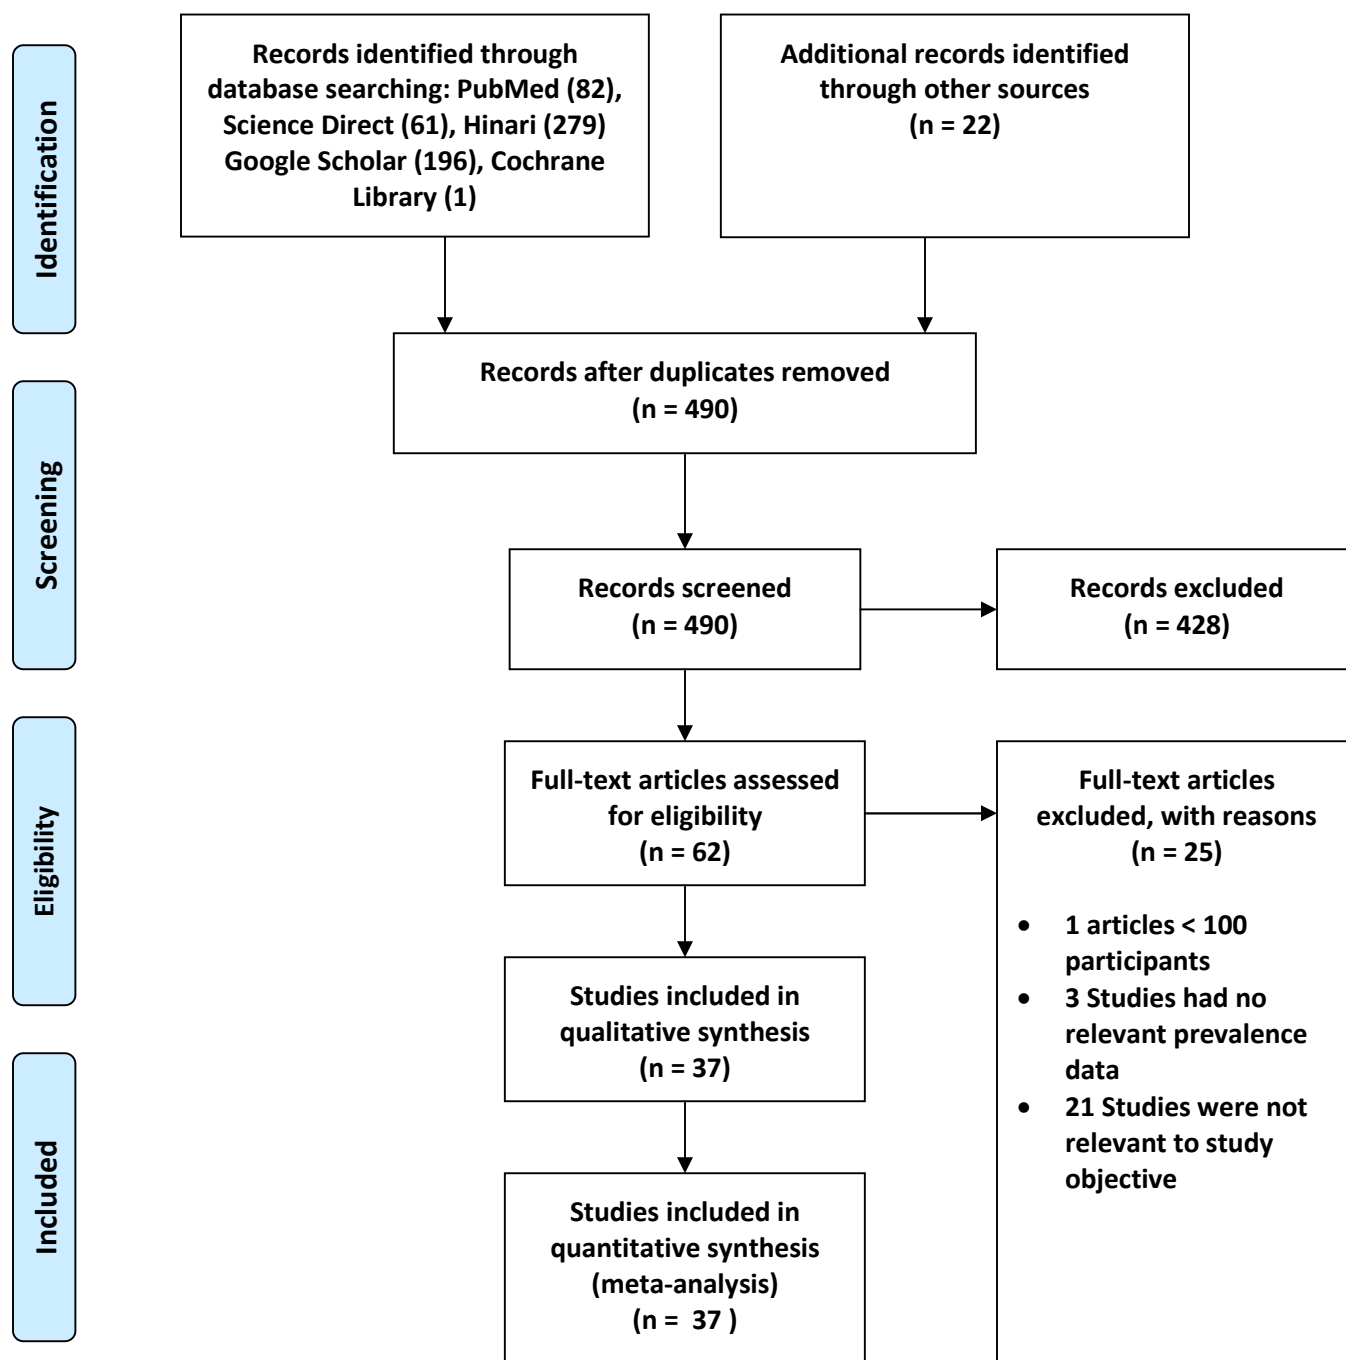 Identification
Records identified through
database searching: PubMed (82),
Science Direct (61), Hinari (279)
Google Scholar (196), Cochrane
Library (1)
Additional records identified
through other sources
(n = 22)
Records after duplicates removed
(n = 490)
Screening
Records screened
(n = 490)
Records excluded
(n = 428)
Eligibility
Full-text articles assessed
for eligibility
(n = 62)
Full-text articles
excluded, with reasons
(n = 25)
• 1 articles < 100
participants
• 3 Studies had no
relevant prevalence
data
• 21 Studies were not
relevant to study
objective
Studies included in
qualitative synthesis
(n = 37)
Included
Studies included in
quantitative synthesis
(meta-analysis)
(n = 37 )